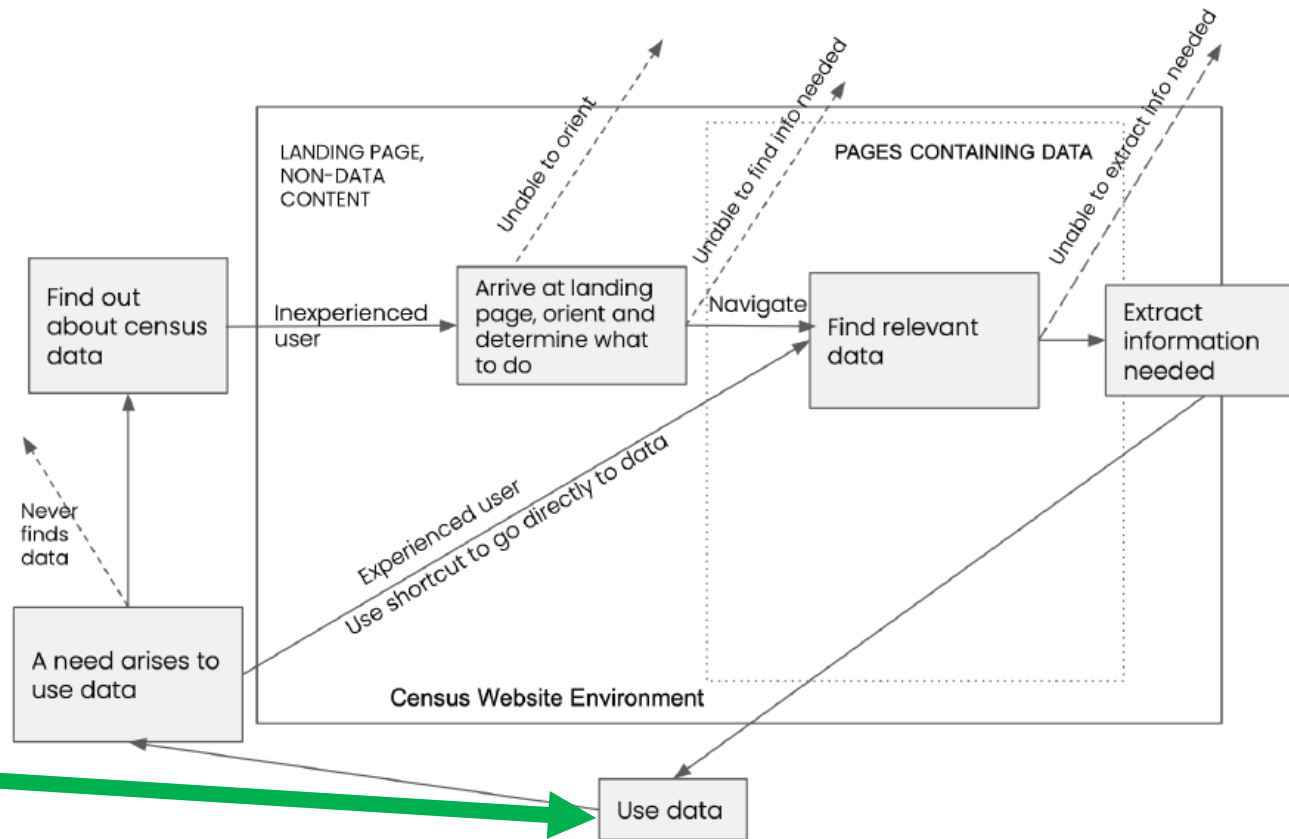 Unable to orient
Unable to find info needed
Unable to extract info needed
LANDING PAGE,
NON-DATA
CONTENT
PAGES CONTAINING DATA
Find out
about census
data
Inexperienced
user
Arrive at landing
page, orient and
determine what
to do
Navigate
Find relevant
data
Extract
information
needed
Never
finds
data
Experienced user
Use shortcut to go directly to data
A need arises to
use data
Census Website Environment
Use data